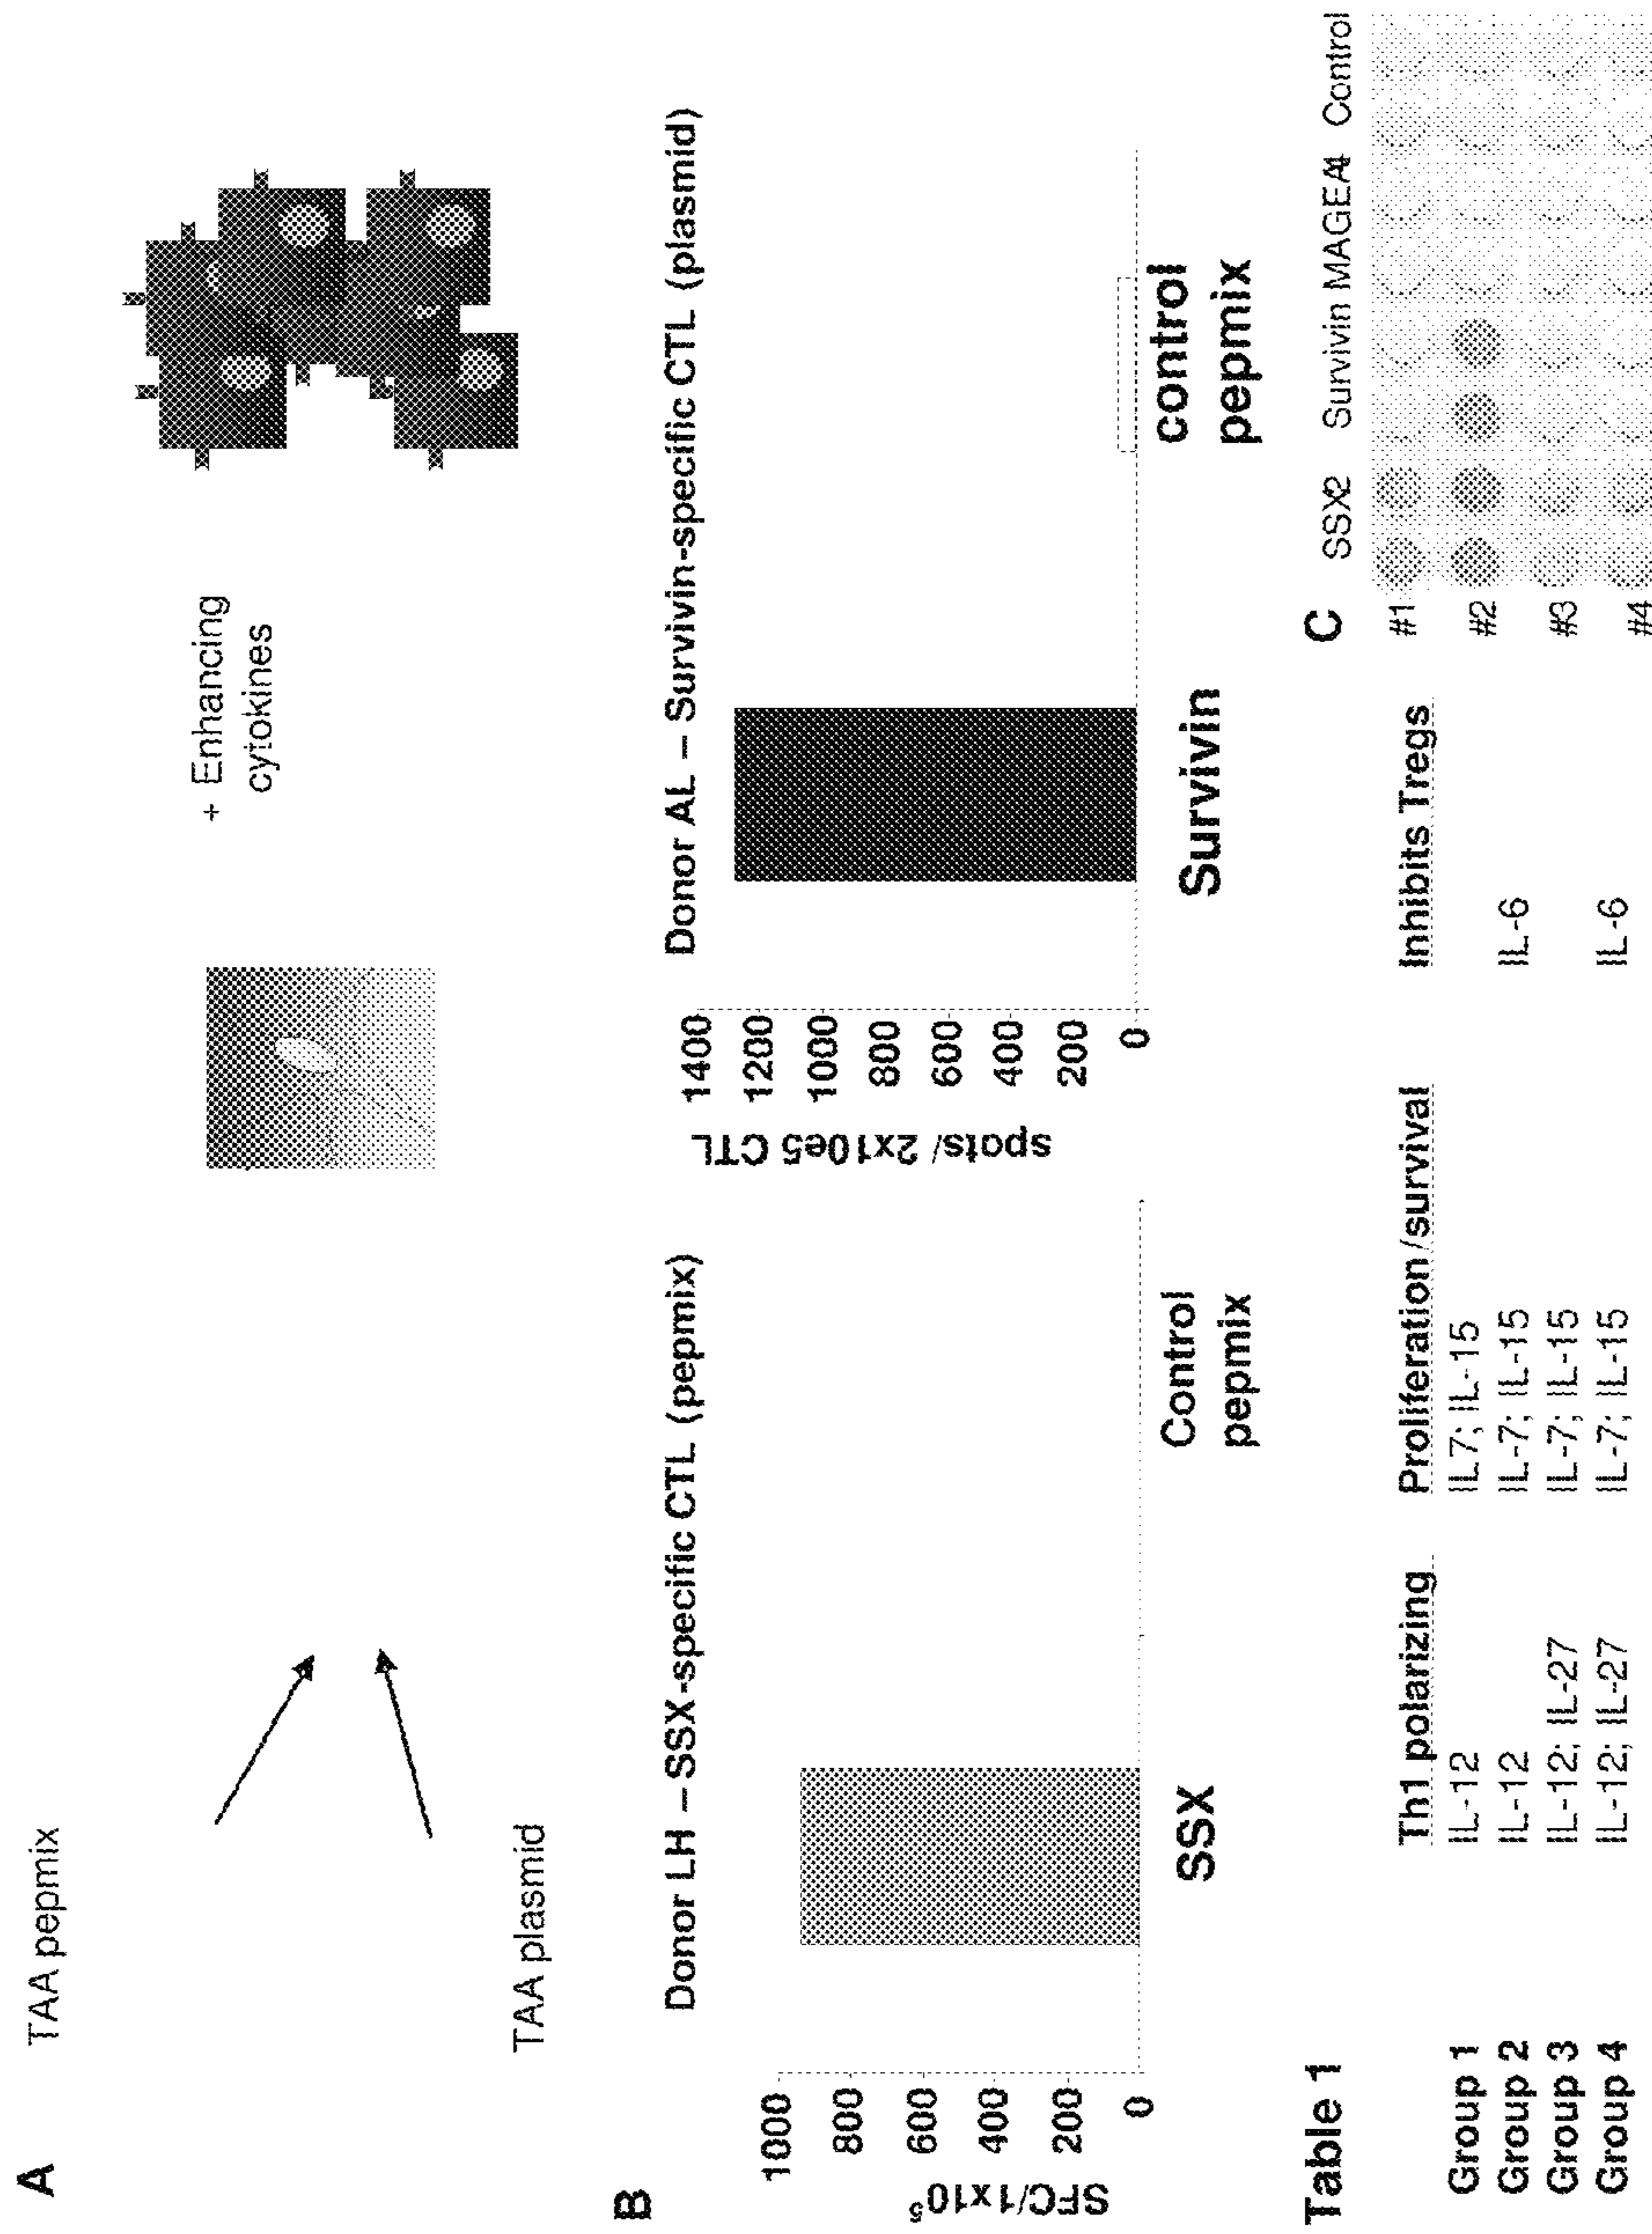 A
TAA pepmix
TAA plasmid
+ Enhancing
cytokines
B
Donor LH – SSX-specific CTL (pepmix)
SFC/1x10⁵
1000
800
600
400
200
0
SSX
Control
pepmix
Donor AL – Survivin-specific CTL (plasmid)
spots/ 2x10e5 CTL
1400
1200
1000
800
600
400
200
0
Survivin
control
pepmix
Table 1
Th1 polarizing Proliferation/survival Inhibits Tregs
Group 1 IL-12 IL7; IL-15
Group 2 IL-12 IL-7; IL-15 IL-6
Group 3 IL-12; IL-27 IL-7; IL-15
Group 4 IL-12; IL-27 IL-7; IL-15 IL-6
C
SSX2 Survivin MAGEA4 Control
#1
#2
#3
#4